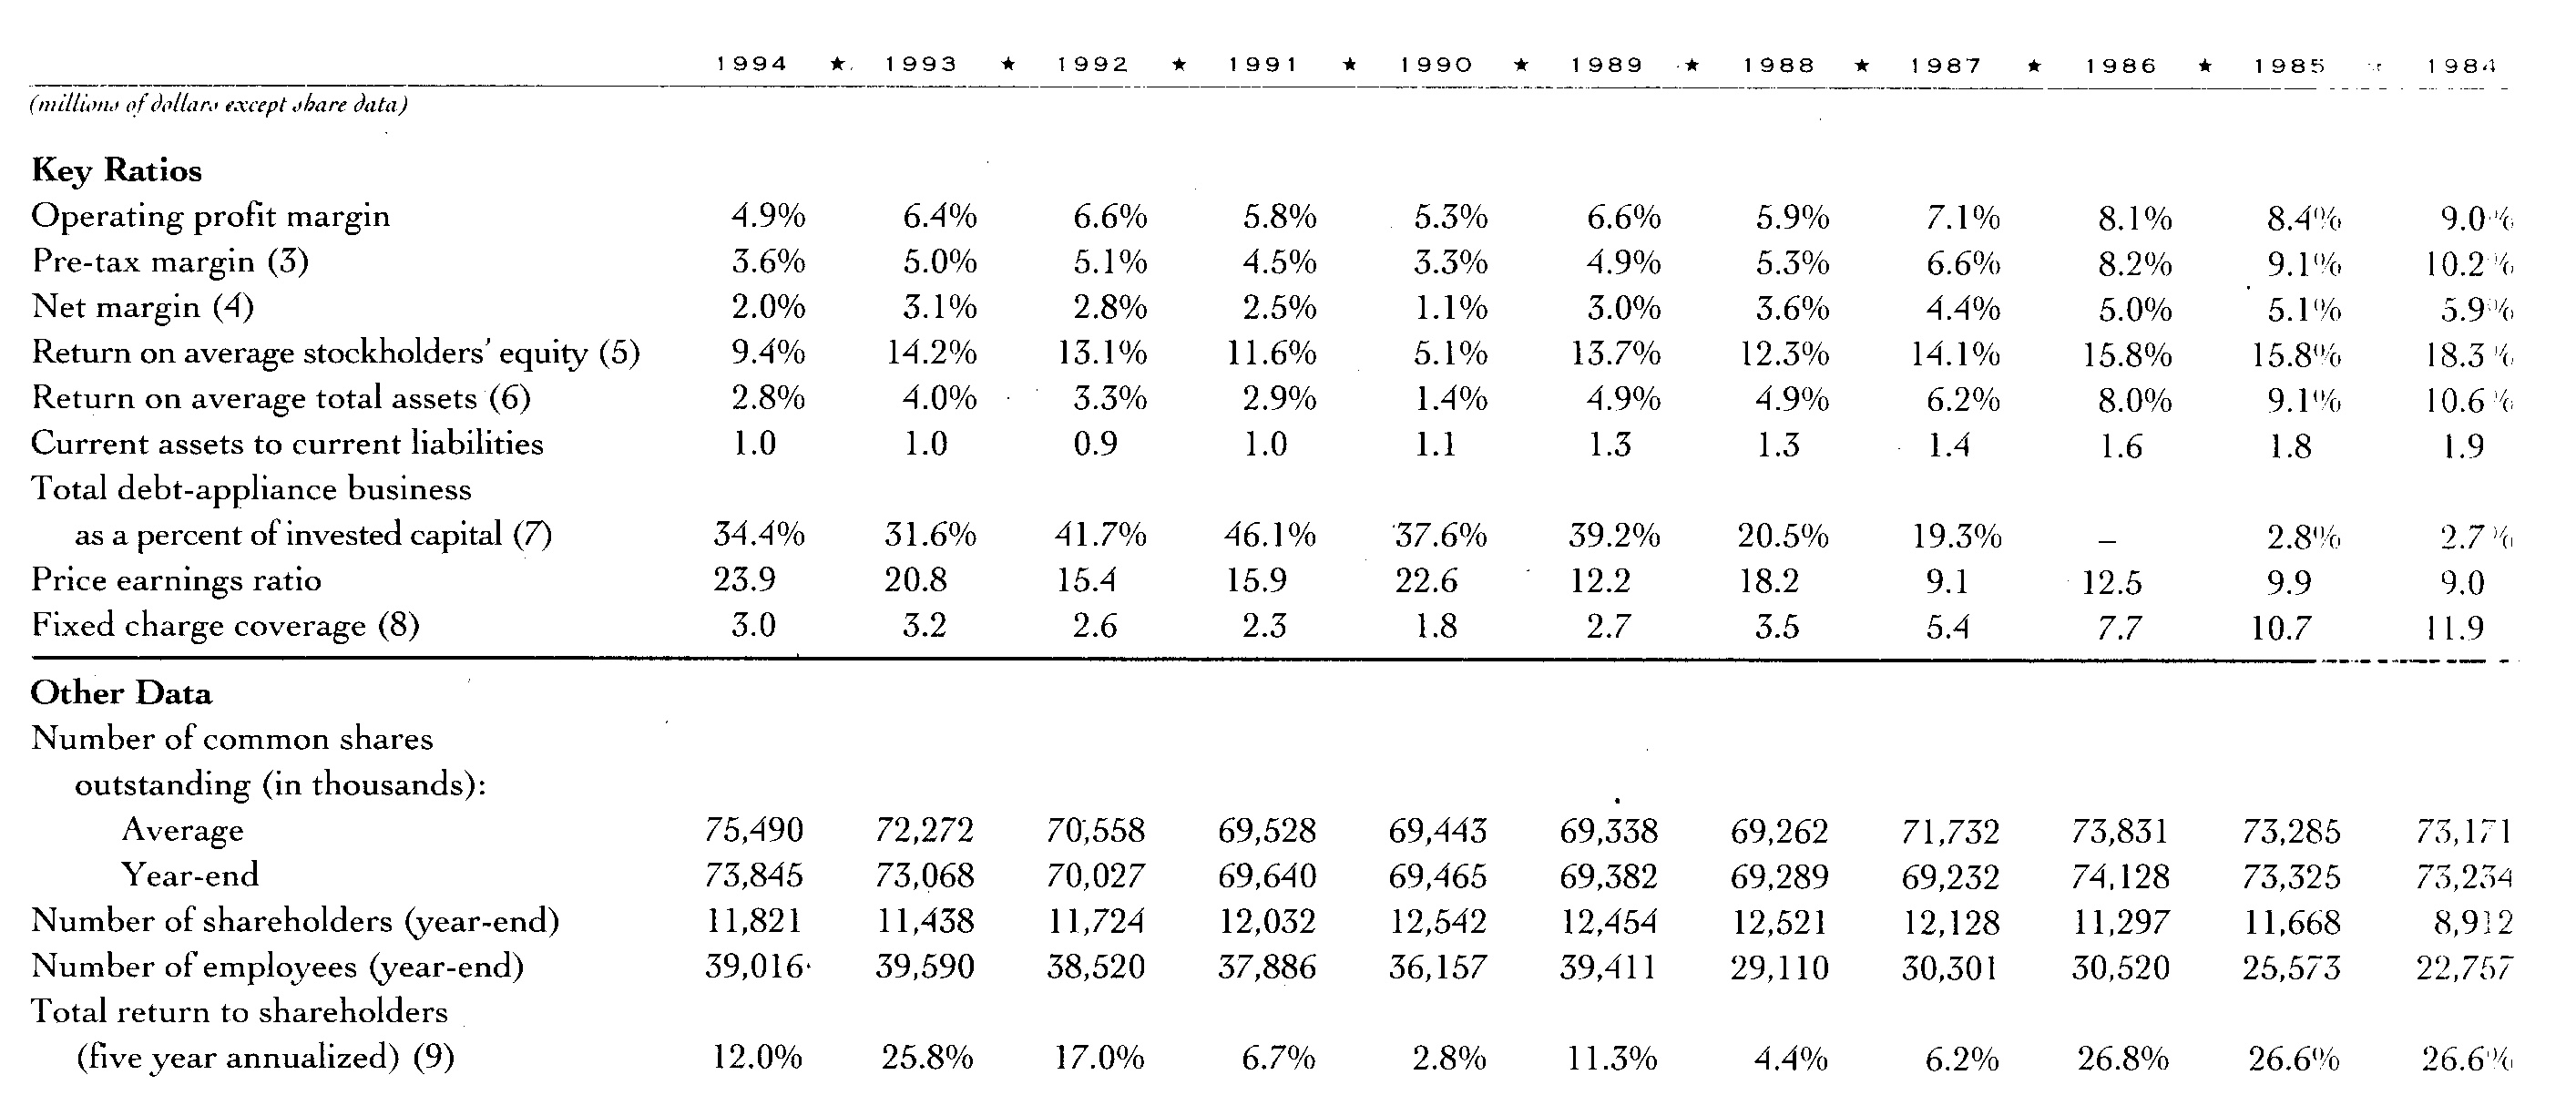 1994 ★ 1993 ★ 1992 ★ 1991 ★ 1990 ★ 1989 ★ 1988 ★ 1987 ★ 1986 ★ 1985 1984
(millions of dollars except share data)
Key Ratios
Operating profit margin 4.9% 6.4% 6.6% 5.8% 5.3% 6.6% 5.9% 7.1% 8.1% 8.4% 9.0%
Pre-tax margin (3) 3.6% 5.0% 5.1% 4.5% 3.3% 4.9% 5.3% 6.6% 8.2% 9.1% 10.2%
Net margin (4) 2.0% 3.1% 2.8% 2.5% 1.1% 3.0% 3.6% 4.4% 5.0% 5.1% 5.9%
Return on average stockholders' equity (5) 9.4% 14.2% 13.1% 11.6% 5.1% 13.7% 12.3% 14.1% 15.8% 15.8% 18.3%
Return on average total assets (6) 2.8% 4.0% 3.3% 2.9% 1.4% 4.9% 4.9% 6.2% 8.0% 9.1% 10.6%
Current assets to current liabilities 1.0 1.0 0.9 1.0 1.1 1.3 1.3 1.4 1.6 1.8 1.9
Total debt-appliance business
as a percent of invested capital (7) 34.4% 31.6% 41.7% 46.1% 37.6% 39.2% 20.5% 19.3% – 2.8% 2.7%
Price earnings ratio 23.9 20.8 15.4 15.9 22.6 12.2 18.2 9.1 12.5 9.9 9.0
Fixed charge coverage (8) 3.0 3.2 2.6 2.3 1.8 2.7 3.5 5.4 7.7 10.7 11.9
Other Data
Number of common shares
outstanding (in thousands):
Average 75,490 72,272 70,558 69,528 69,443 69,338 69,262 71,732 73,831 73,285 73,171
Year-end 73,845 73,068 70,027 69,640 69,465 69,382 69,289 69,232 74,128 73,325 73,234
Number of shareholders (year-end) 11,821 11,438 11,724 12,032 12,542 12,454 12,521 12,128 11,297 11,668 8,912
Number of employees (year-end) 39,016 39,590 38,520 37,886 36,157 39,411 29,110 30,301 30,520 25,573 22,757
Total return to shareholders
(five year annualized) (9) 12.0% 25.8% 17.0% 6.7% 2.8% 11.3% 4.4% 6.2% 26.8% 26.6% 26.6%